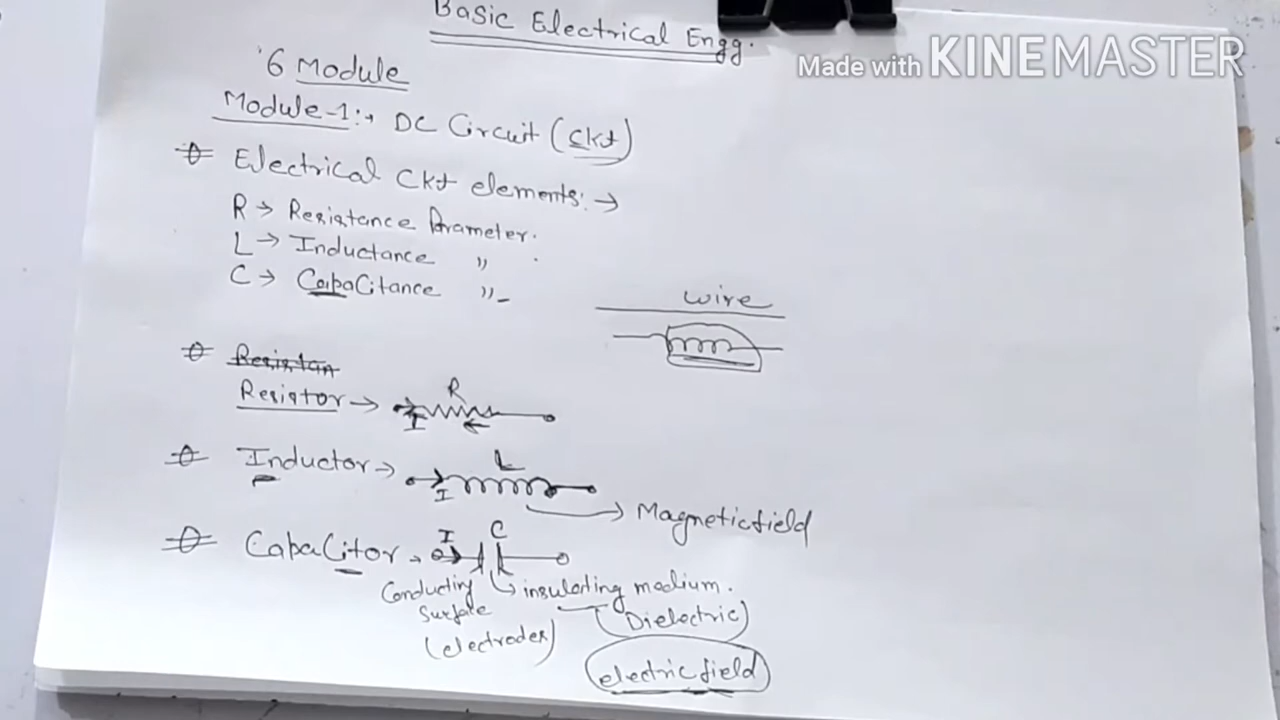 Basic Electrical Engg.
Made with KINEMASTER
6 Module
Module-1:→ DC Circuit (Ckt)
Electrical Ckt elements:→
R → Resistance Parameter.
L → Inductance "
C → Capacitance "
wire
Resistan
Resistor →
R
I
Inductor →
L
I
→ Magneticfield
Capacitor →
I
C
Conducting
Surface
(electrodes)
insulating medium.
(Dielectric)
electric field